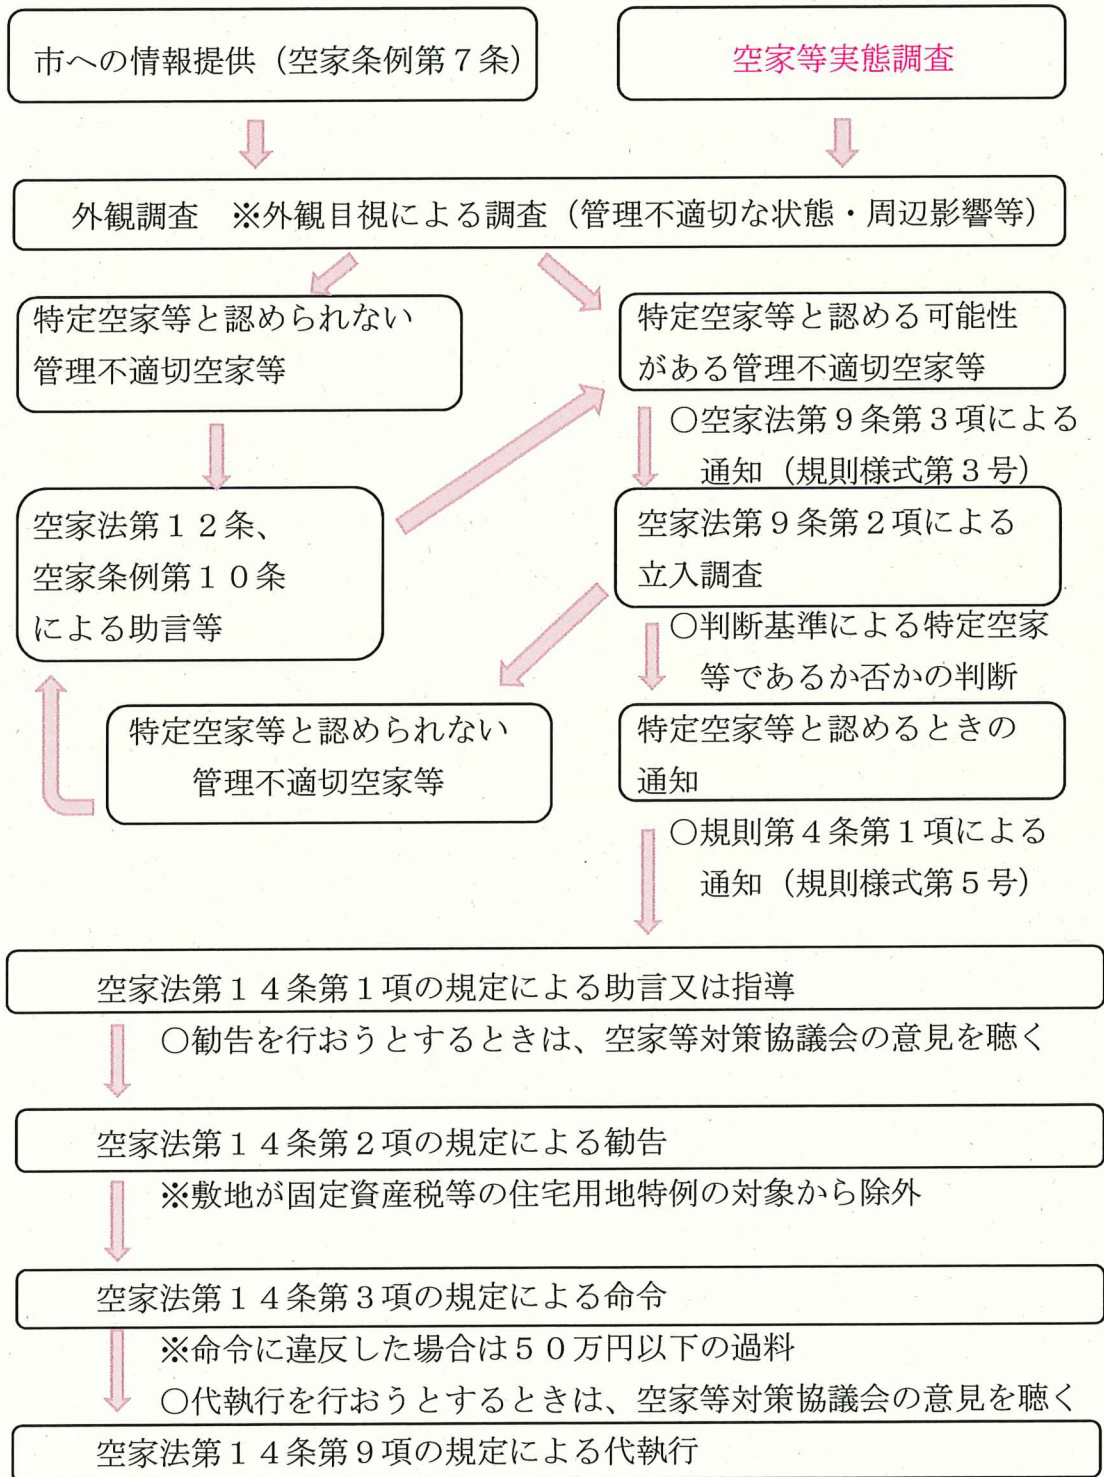 市への情報提供（空家条例第７条）
空家等実態調査
外観調査　※外観目視による調査（管理不適切な状態・周辺影響等）
特定空家等と認められない
管理不適切空家等
特定空家等と認める可能性
がある管理不適切空家等
〇空家法第９条第３項による
通知（規則様式第３号）
空家法第１２条、
空家条例第１０条
による助言等
空家法第９条第２項による
立入調査
〇判断基準による特定空家
等であるか否かの判断
特定空家等と認められない
管理不適切空家等
特定空家等と認めるときの
通知
〇規則第４条第１項による
通知（規則様式第５号）
空家法第１４条第１項の規定による助言又は指導
〇勧告を行おうとするときは、空家等対策協議会の意見を聴く
空家法第１４条第２項の規定による勧告
※敷地が固定資産税等の住宅用地特例の対象から除外
空家法第１４条第３項の規定による命令
※命令に違反した場合は５０万円以下の過料
〇代執行を行おうとするときは、空家等対策協議会の意見を聴く
空家法第１４条第９項の規定による代執行